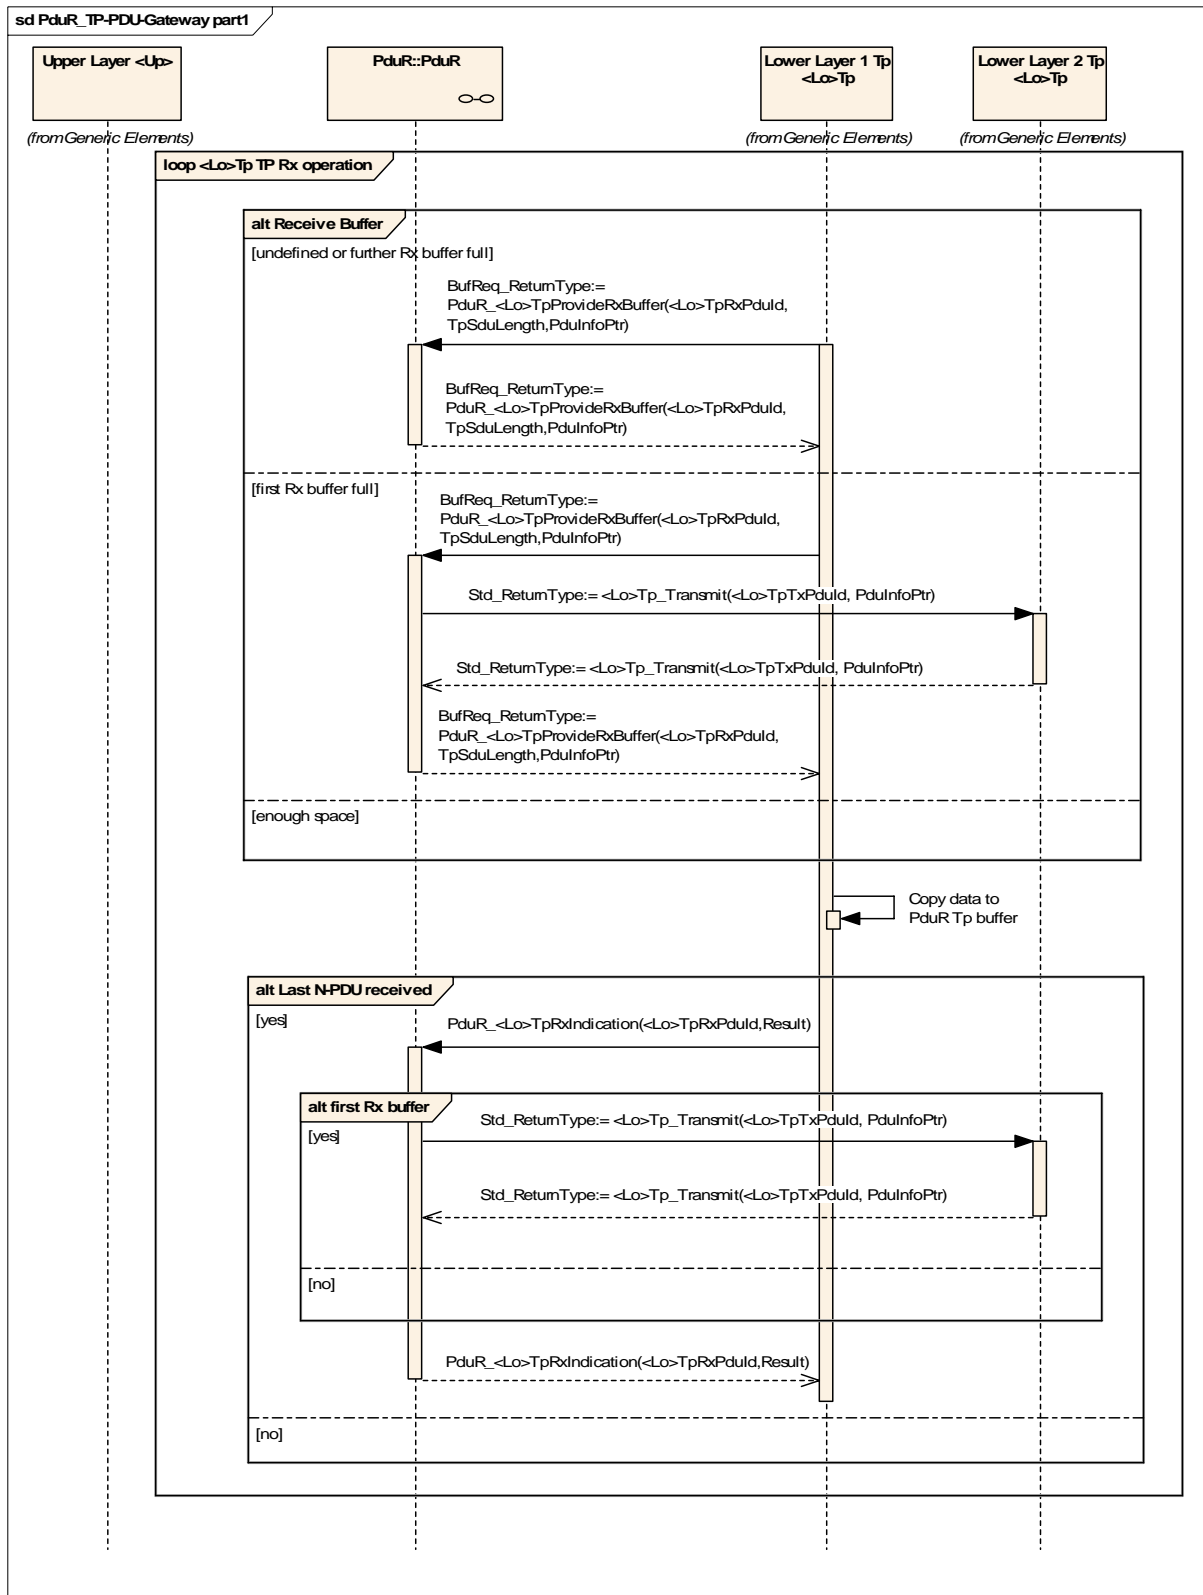 sd PduR_TP-PDU-Gateway part1
Upper Layer <Up>
PduR::PduR
Lower Layer 1 Tp
<Lo>Tp
Lower Layer 2 Tp
<Lo>Tp
(from Generic Elements)
(from Generic Elements)
(from Generic Elements)
loop <Lo>Tp TP Rx operation
alt Receive Buffer
[undefined or further Rx buffer full]
BufReq_ReturnType:=
PduR_<Lo>TpProvideRxBuffer(<Lo>TpRxPduId,
TpSduLength,PduInfoPtr)
BufReq_ReturnType:=
PduR_<Lo>TpProvideRxBuffer(<Lo>TpRxPduId,
TpSduLength,PduInfoPtr)
[first Rx buffer full]
BufReq_ReturnType:=
PduR_<Lo>TpProvideRxBuffer(<Lo>TpRxPduId,
TpSduLength,PduInfoPtr)
Std_ReturnType:= <Lo>Tp_Transmit(<Lo>TpTxPduId, PduInfoPtr)
Std_ReturnType:= <Lo>Tp_Transmit(<Lo>TpTxPduId, PduInfoPtr)
BufReq_ReturnType:=
PduR_<Lo>TpProvideRxBuffer(<Lo>TpRxPduId,
TpSduLength,PduInfoPtr)
[enough space]
Copy data to
PduR Tp buffer
alt Last N-PDU received
[yes]
PduR_<Lo>TpRxIndication(<Lo>TpRxPduId,Result)
alt first Rx buffer
Std_ReturnType:= <Lo>Tp_Transmit(<Lo>TpTxPduId, PduInfoPtr)
[yes]
Std_ReturnType:= <Lo>Tp_Transmit(<Lo>TpTxPduId, PduInfoPtr)
[no]
PduR_<Lo>TpRxIndication(<Lo>TpRxPduId,Result)
[no]